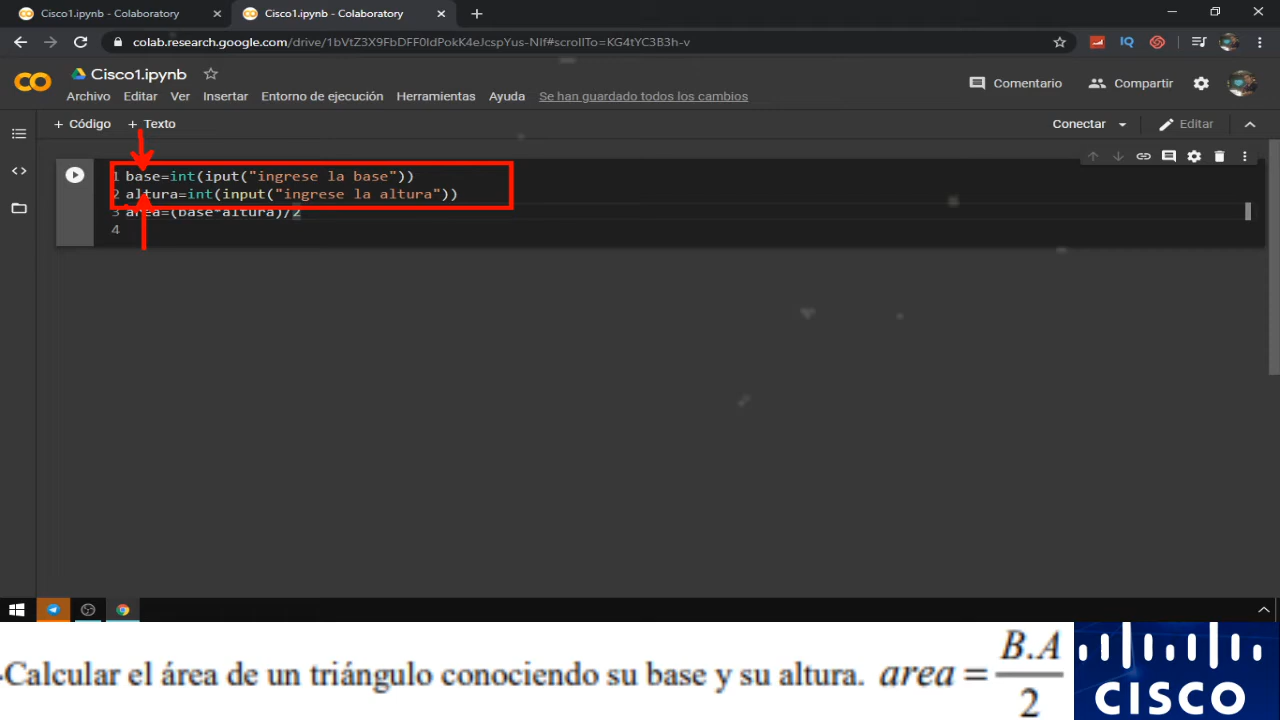 Cisco1.ipynb - Colaboratory
Cisco1.ipynb - Colaboratory
colab.research.google.com/drive/1bVtZ3X9FbDFF0IdPokK4eJcspYus-NIf#scrollTo=KG4tYC3B3h-v
Cisco1.ipynb
Comentario
Compartir
Archivo Editar Ver Insertar Entorno de ejecución Herramientas Ayuda Se han guardado todos los cambios
+ Código + Texto
Conectar
Editar
1 base=int(iput("ingrese la base"))
2 altura=int(input("ingrese la altura"))
3 area=(base*altura)/2
4
-Calcular el área de un triángulo conociendo su base y su altura. area = B.A / 2
CISCO